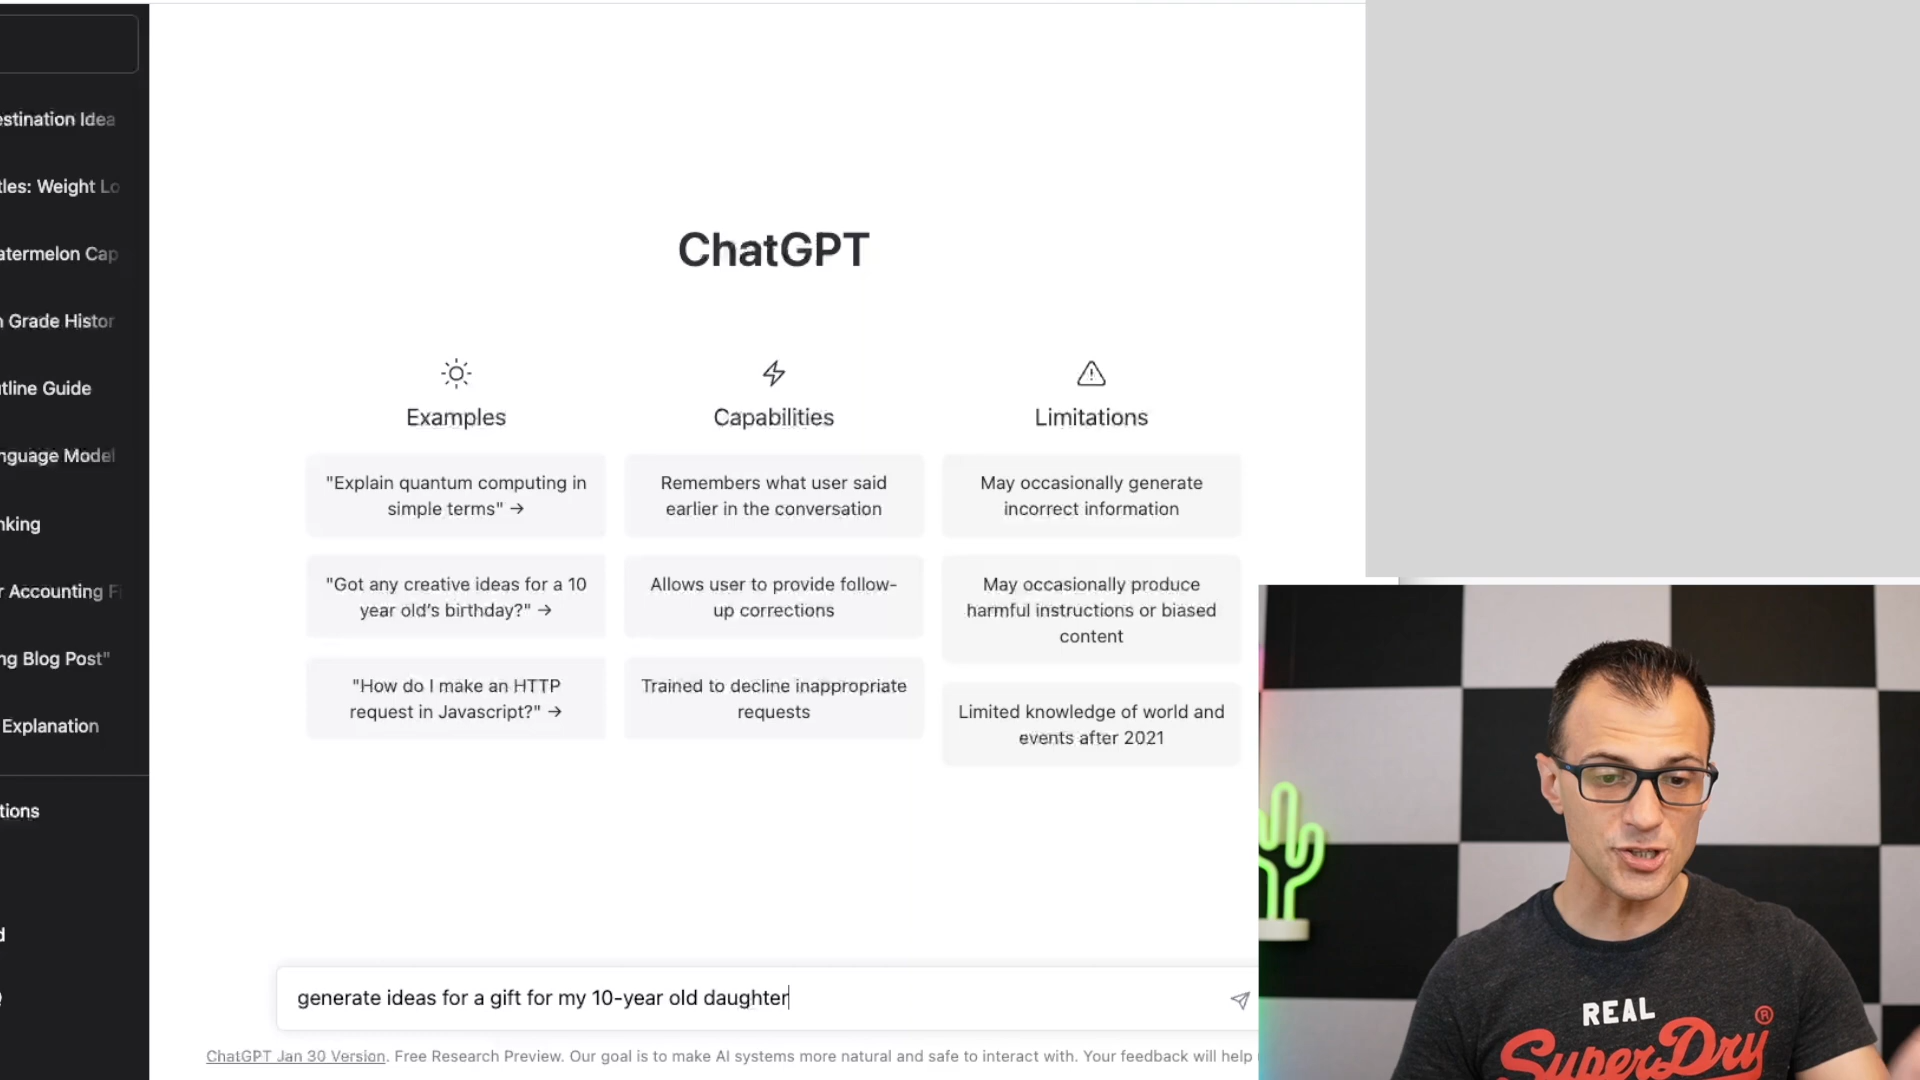 estination Idea
tles: Weight Lo
atermelon Cap
n Grade Histor
utline Guide
nguage Model
nking
r Accounting F
ng Blog Post"
Explanation
tions
d
ChatGPT
Examples
"Explain quantum computing in
simple terms" →
"Got any creative ideas for a 10
year old's birthday?" →
"How do I make an HTTP
request in Javascript?" →
Capabilities
Remembers what user said
earlier in the conversation
Allows user to provide follow-
up corrections
Trained to decline inappropriate
requests
Limitations
May occasionally generate
incorrect information
May occasionally produce
harmful instructions or biased
content
Limited knowledge of world and
events after 2021
generate ideas for a gift for my 10-year old daughter
ChatGPT Jan 30 Version. Free Research Preview. Our goal is to make AI systems more natural and safe to interact with. Your feedback will help
REAL
SuperDry®